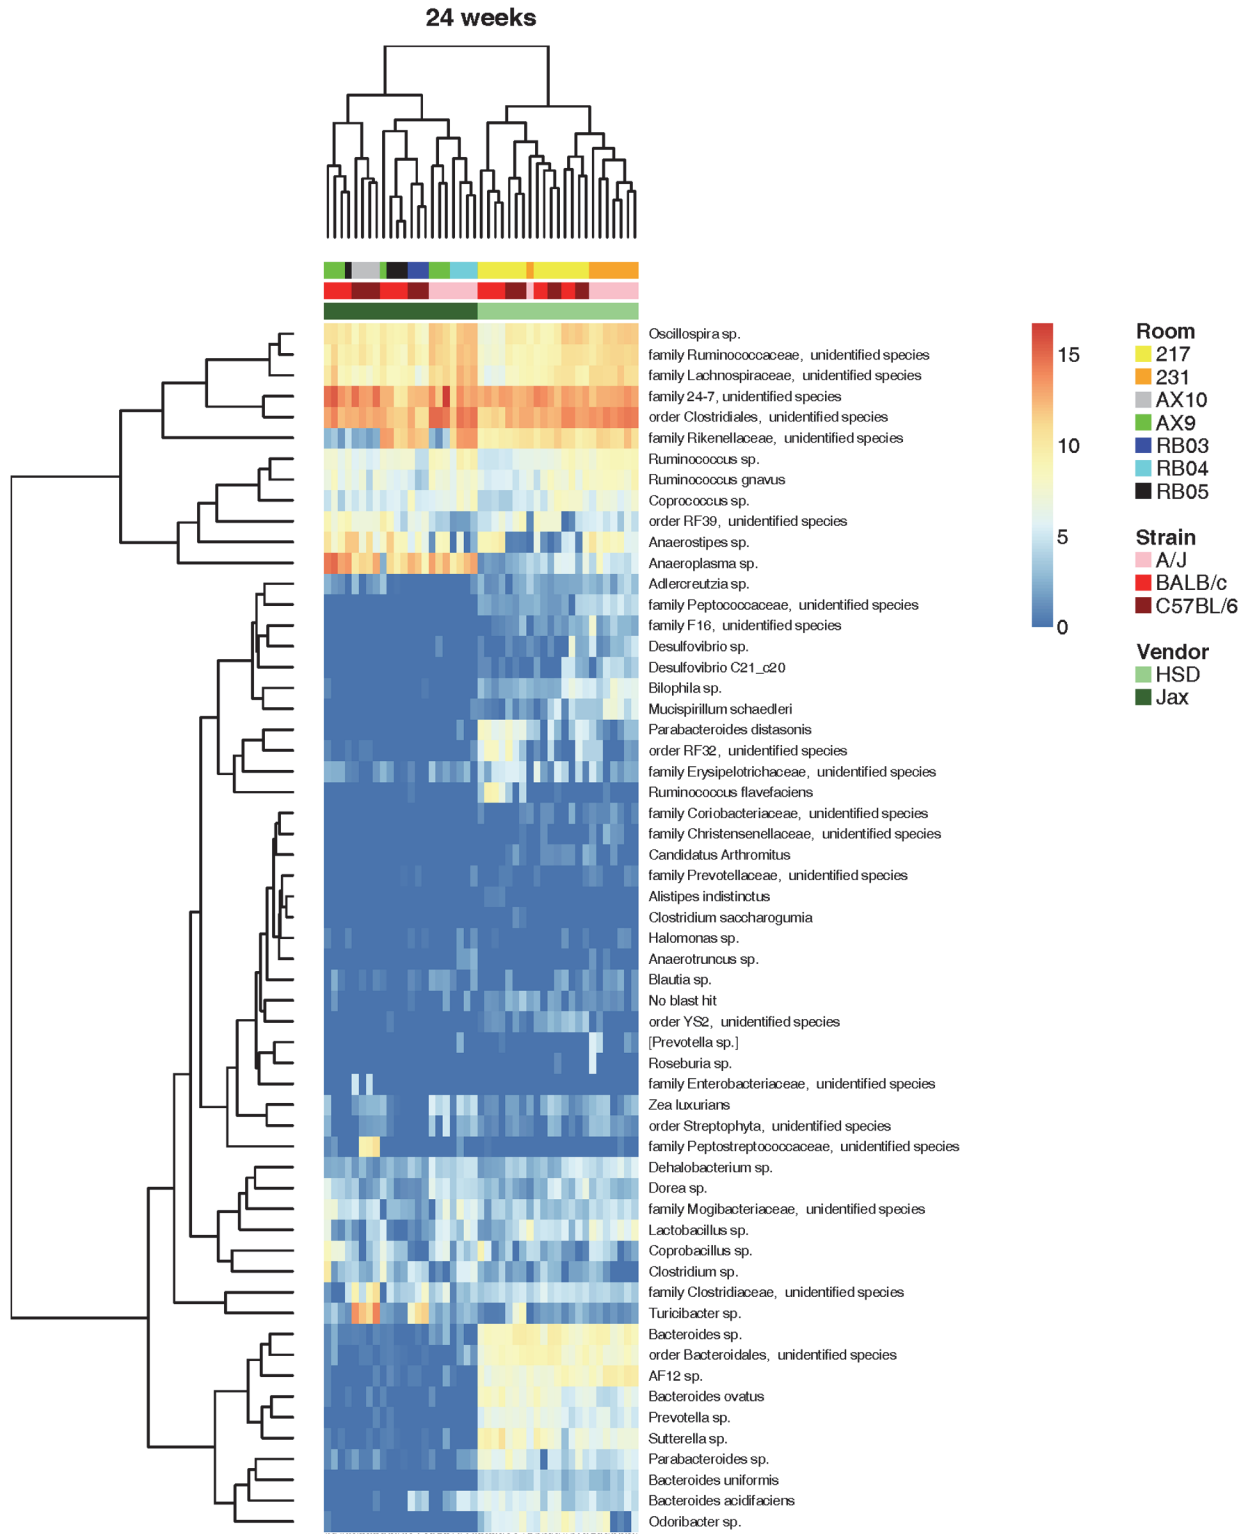 24 weeks
Oscillospira sp.
family Ruminococcaceae, unidentified species
family Lachnospiraceae, unidentified species
family 24-7, unidentified species
order Clostridiales, unidentified species
family Rikenellaceae, unidentified species
Ruminococcus sp.
Ruminococcus gnavus
Coprococcus sp.
order RF39, unidentified species
Anaerostipes sp.
Anaeroplasma sp.
Adlercreutzia sp.
family Peptococcaceae, unidentified species
family F16, unidentified species
Desulfovibrio sp.
Desulfovibrio C21_c20
Bilophila sp.
Mucispirillum schaedleri
Parabacteroides distasonis
order RF32, unidentified species
family Erysipelotrichaceae, unidentified species
Ruminococcus flavefaciens
family Coriobacteriaceae, unidentified species
family Christensenellaceae, unidentified species
Candidatus Arthromitus
family Prevotellaceae, unidentified species
Alistipes indistinctus
Clostridium saccharogumia
Halomonas sp.
Anaerotruncus sp.
Blautia sp.
No blast hit
order YS2, unidentified species
[Prevotella sp.]
Roseburia sp.
family Enterobacteriaceae, unidentified species
Zea luxurians
order Streptophyta, unidentified species
family Peptostreptococcaceae, unidentified species
Dehalobacterium sp.
Dorea sp.
family Mogibacteriaceae, unidentified species
Lactobacillus sp.
Coprobacillus sp.
Clostridium sp.
family Clostridiaceae, unidentified species
Turicibacter sp.
Bacteroides sp.
order Bacteroidales, unidentified species
AF12 sp.
Bacteroides ovatus
Prevotella sp.
Sutterella sp.
Parabacteroides sp.
Bacteroides uniformis
Bacteroides acidifaciens
Odoribacter sp.
15
10
5
0
Room
217
231
AX10
AX9
RB03
RB04
RB05
Strain
A/J
BALB/c
C57BL/6
Vendor
HSD
Jax